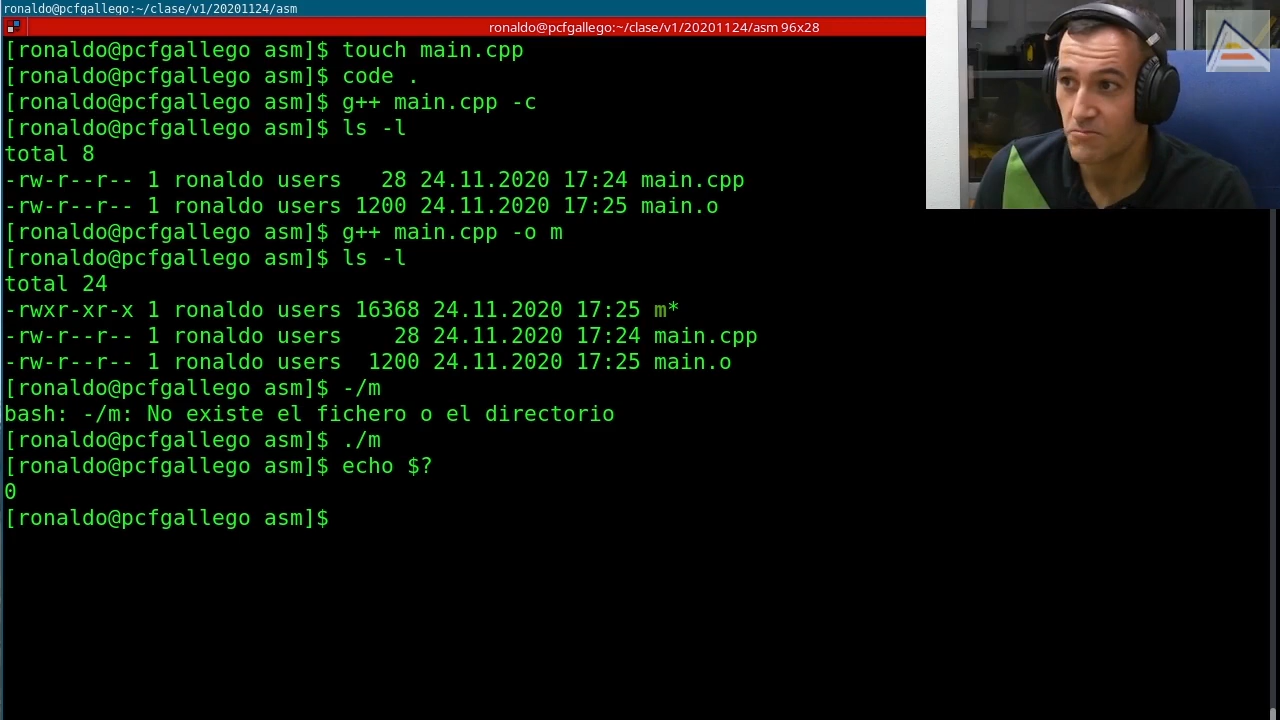 ronaldo@pcfgallego:~/clase/v1/20201124/asm
ronaldo@pcfgallego:~/clase/v1/20201124/asm 96x28
[ronaldo@pcfgallego asm]$ touch main.cpp
[ronaldo@pcfgallego asm]$ code .
[ronaldo@pcfgallego asm]$ g++ main.cpp -c
[ronaldo@pcfgallego asm]$ ls -l
total 8
-rw-r--r-- 1 ronaldo users   28 24.11.2020 17:24 main.cpp
-rw-r--r-- 1 ronaldo users 1200 24.11.2020 17:25 main.o
[ronaldo@pcfgallego asm]$ g++ main.cpp -o m
[ronaldo@pcfgallego asm]$ ls -l
total 24
-rwxr-xr-x 1 ronaldo users 16368 24.11.2020 17:25 m*
-rw-r--r-- 1 ronaldo users    28 24.11.2020 17:24 main.cpp
-rw-r--r-- 1 ronaldo users  1200 24.11.2020 17:25 main.o
[ronaldo@pcfgallego asm]$ -/m
bash: -/m: No existe el fichero o el directorio
[ronaldo@pcfgallego asm]$ ./m
[ronaldo@pcfgallego asm]$ echo $?
0
[ronaldo@pcfgallego asm]$